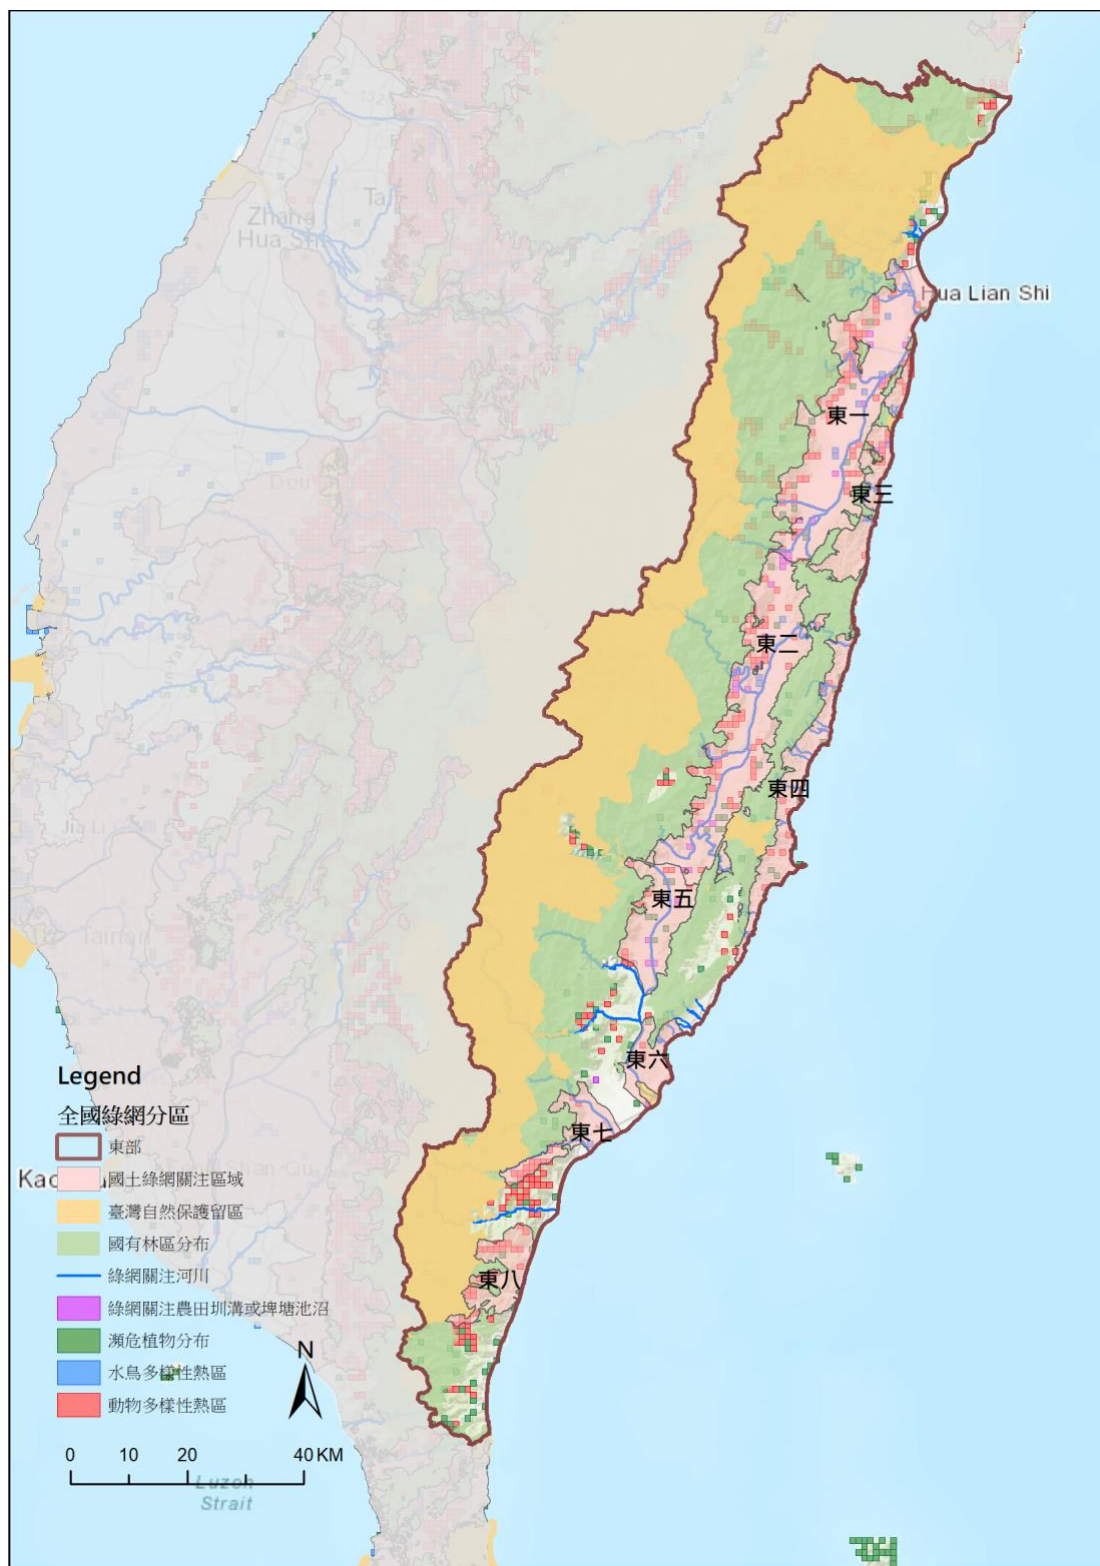 Zhang
Hua Shi
Hua Lian Shi
東一
東三
東二
東四
東五
東六
東七
東八
Tainan
Legend
全國綠網分區
東部
國土綠網關注區域
臺灣自然保護留區
國有林區分布
綠網關注河川
綠網關注農田圳溝或埤塘池沼
瀕危植物分布
水鳥多樣性熱區
動物多樣性熱區
N
0 10 20 40 KM
Luzon
Strait